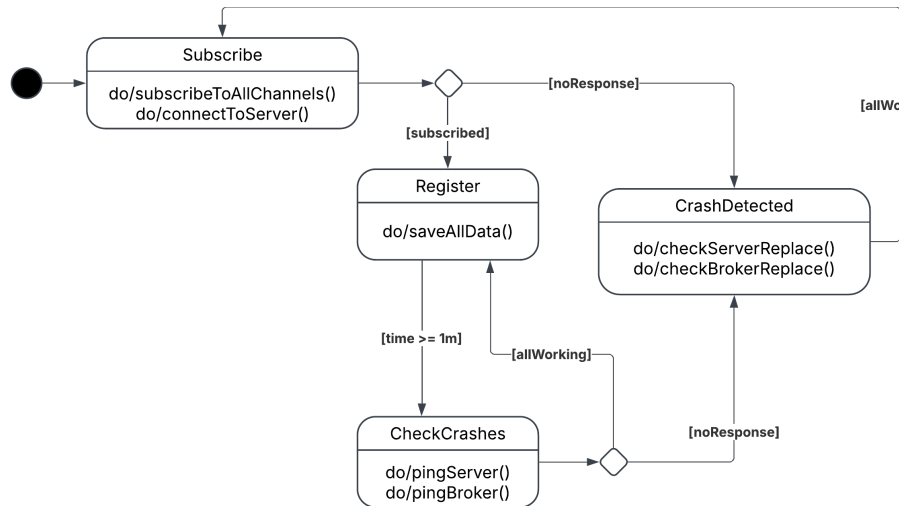 Subscribe
do/subscribeToAllChannels()
do/connectToServer()
[noResponse]
[subscribed]
Register
do/saveAllData()
CrashDetected
do/checkServerReplace()
do/checkBrokerReplace()
[time >= 1m]
[allWorking]
[noResponse]
CheckCrashes
do/pingServer()
do/pingBroker()